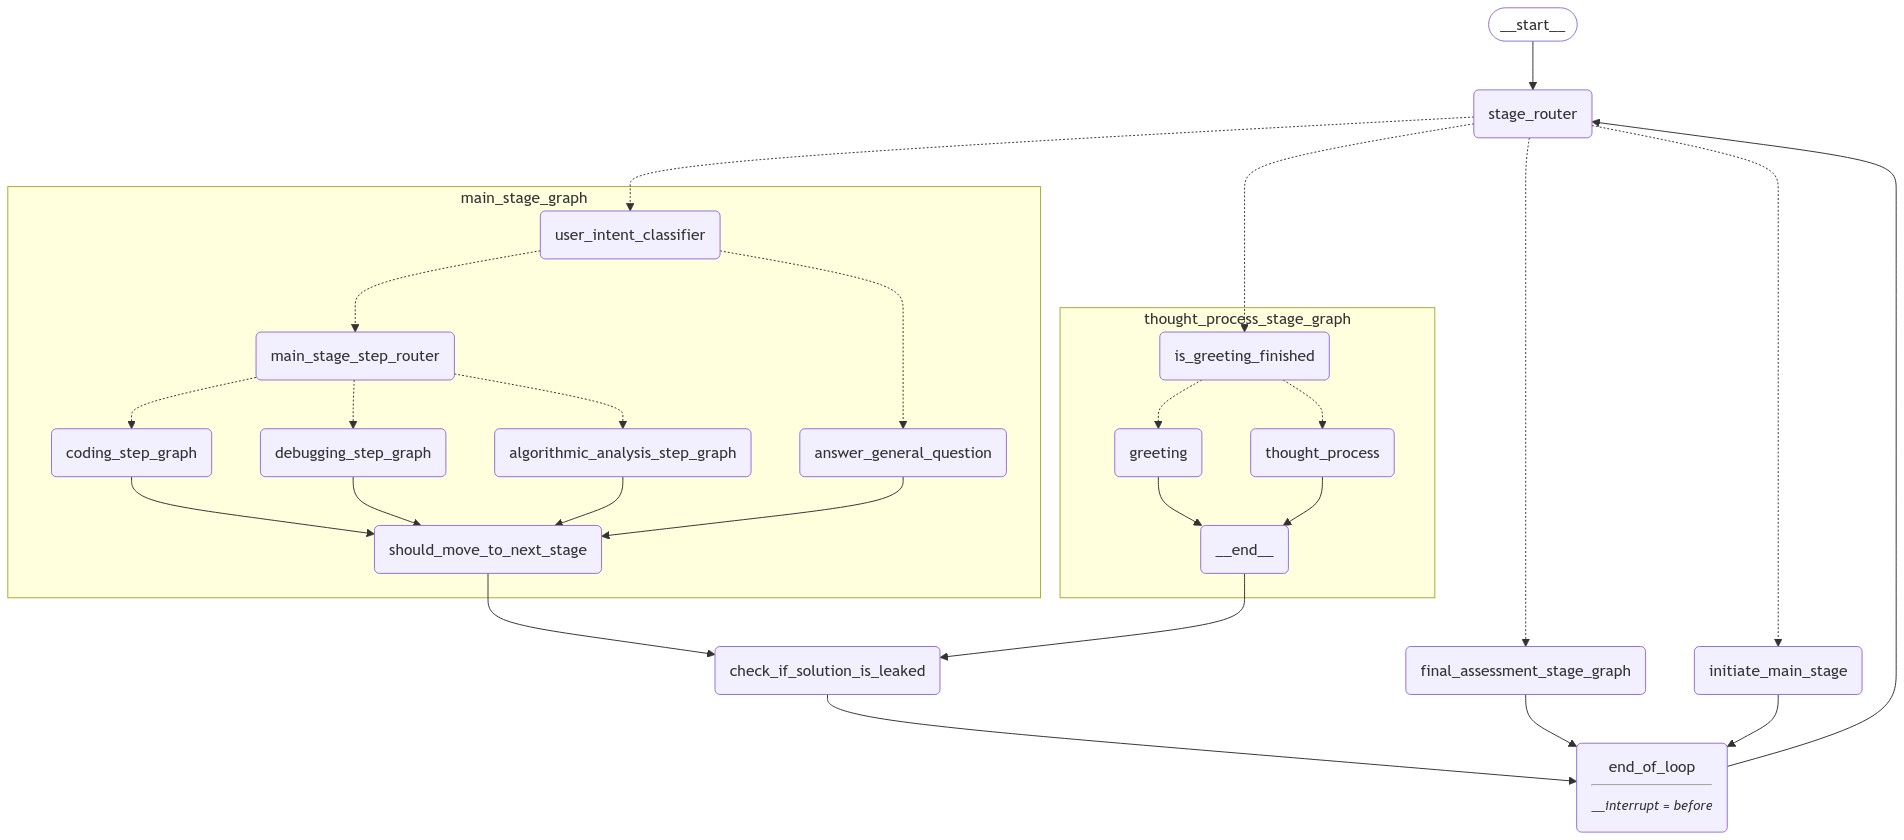 __start__
stage_router
main_stage_graph
user_intent_classifier
thought_process_stage_graph
main_stage_step_router
is_greeting_finished
coding_step_graph
debugging_step_graph
algorithmic_analysis_step_graph
answer_general_question
greeting
thought_process
should_move_to_next_stage
__end__
check_if_solution_is_leaked
final_assessment_stage_graph
initiate_main_stage
end_of_loop
__interrupt = before